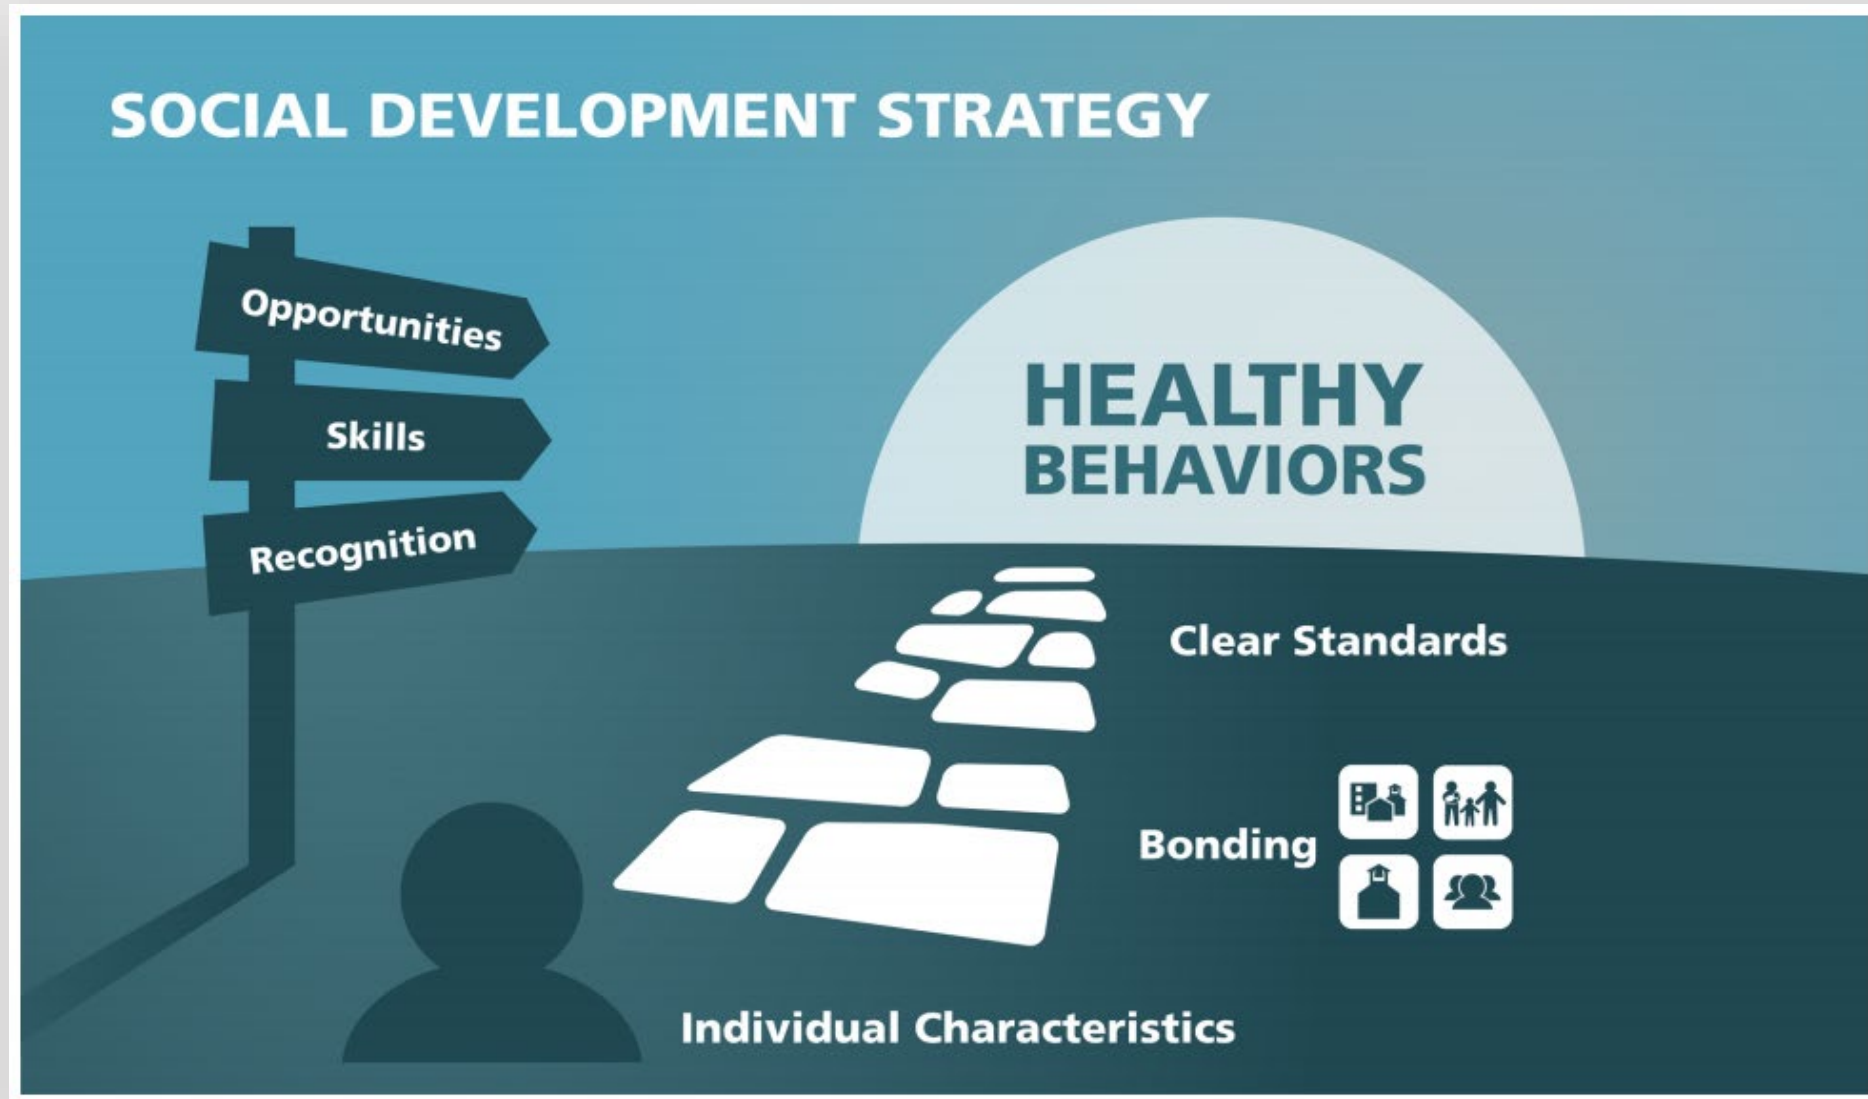 SOCIAL DEVELOPMENT STRATEGY
Opportunities
Skills
Recognition
HEALTHY
BEHAVIORS
Clear Standards
Bonding
Individual Characteristics